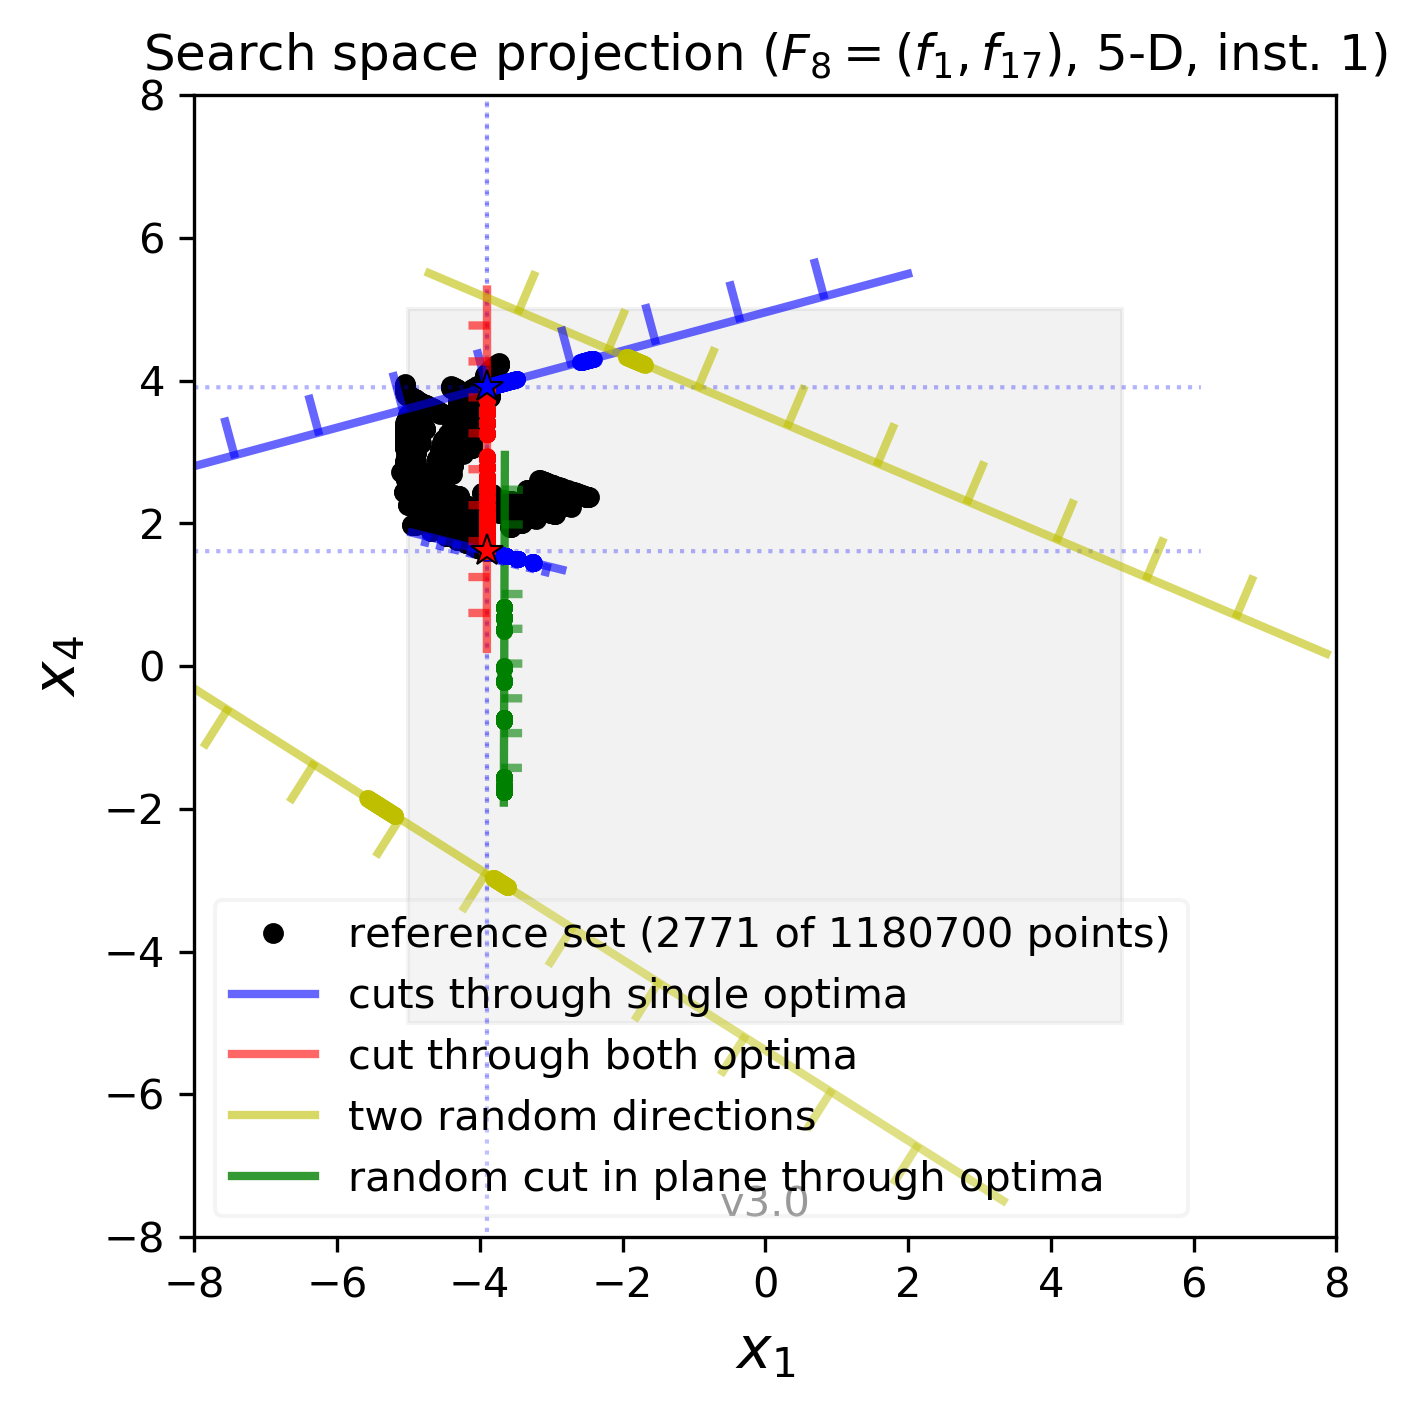 Search space projection (F₈ = (f₁, f₁₇), 5-D, inst. 1)
8
6
4
2
0
−2
−4
−6
−8
x₄
reference set (2771 of 1180700 points)
cuts through single optima
cut through both optima
two random directions
random cut in plane through optima
v3.0
−8 −6 −4 −2 0 2 4 6 8
x₁